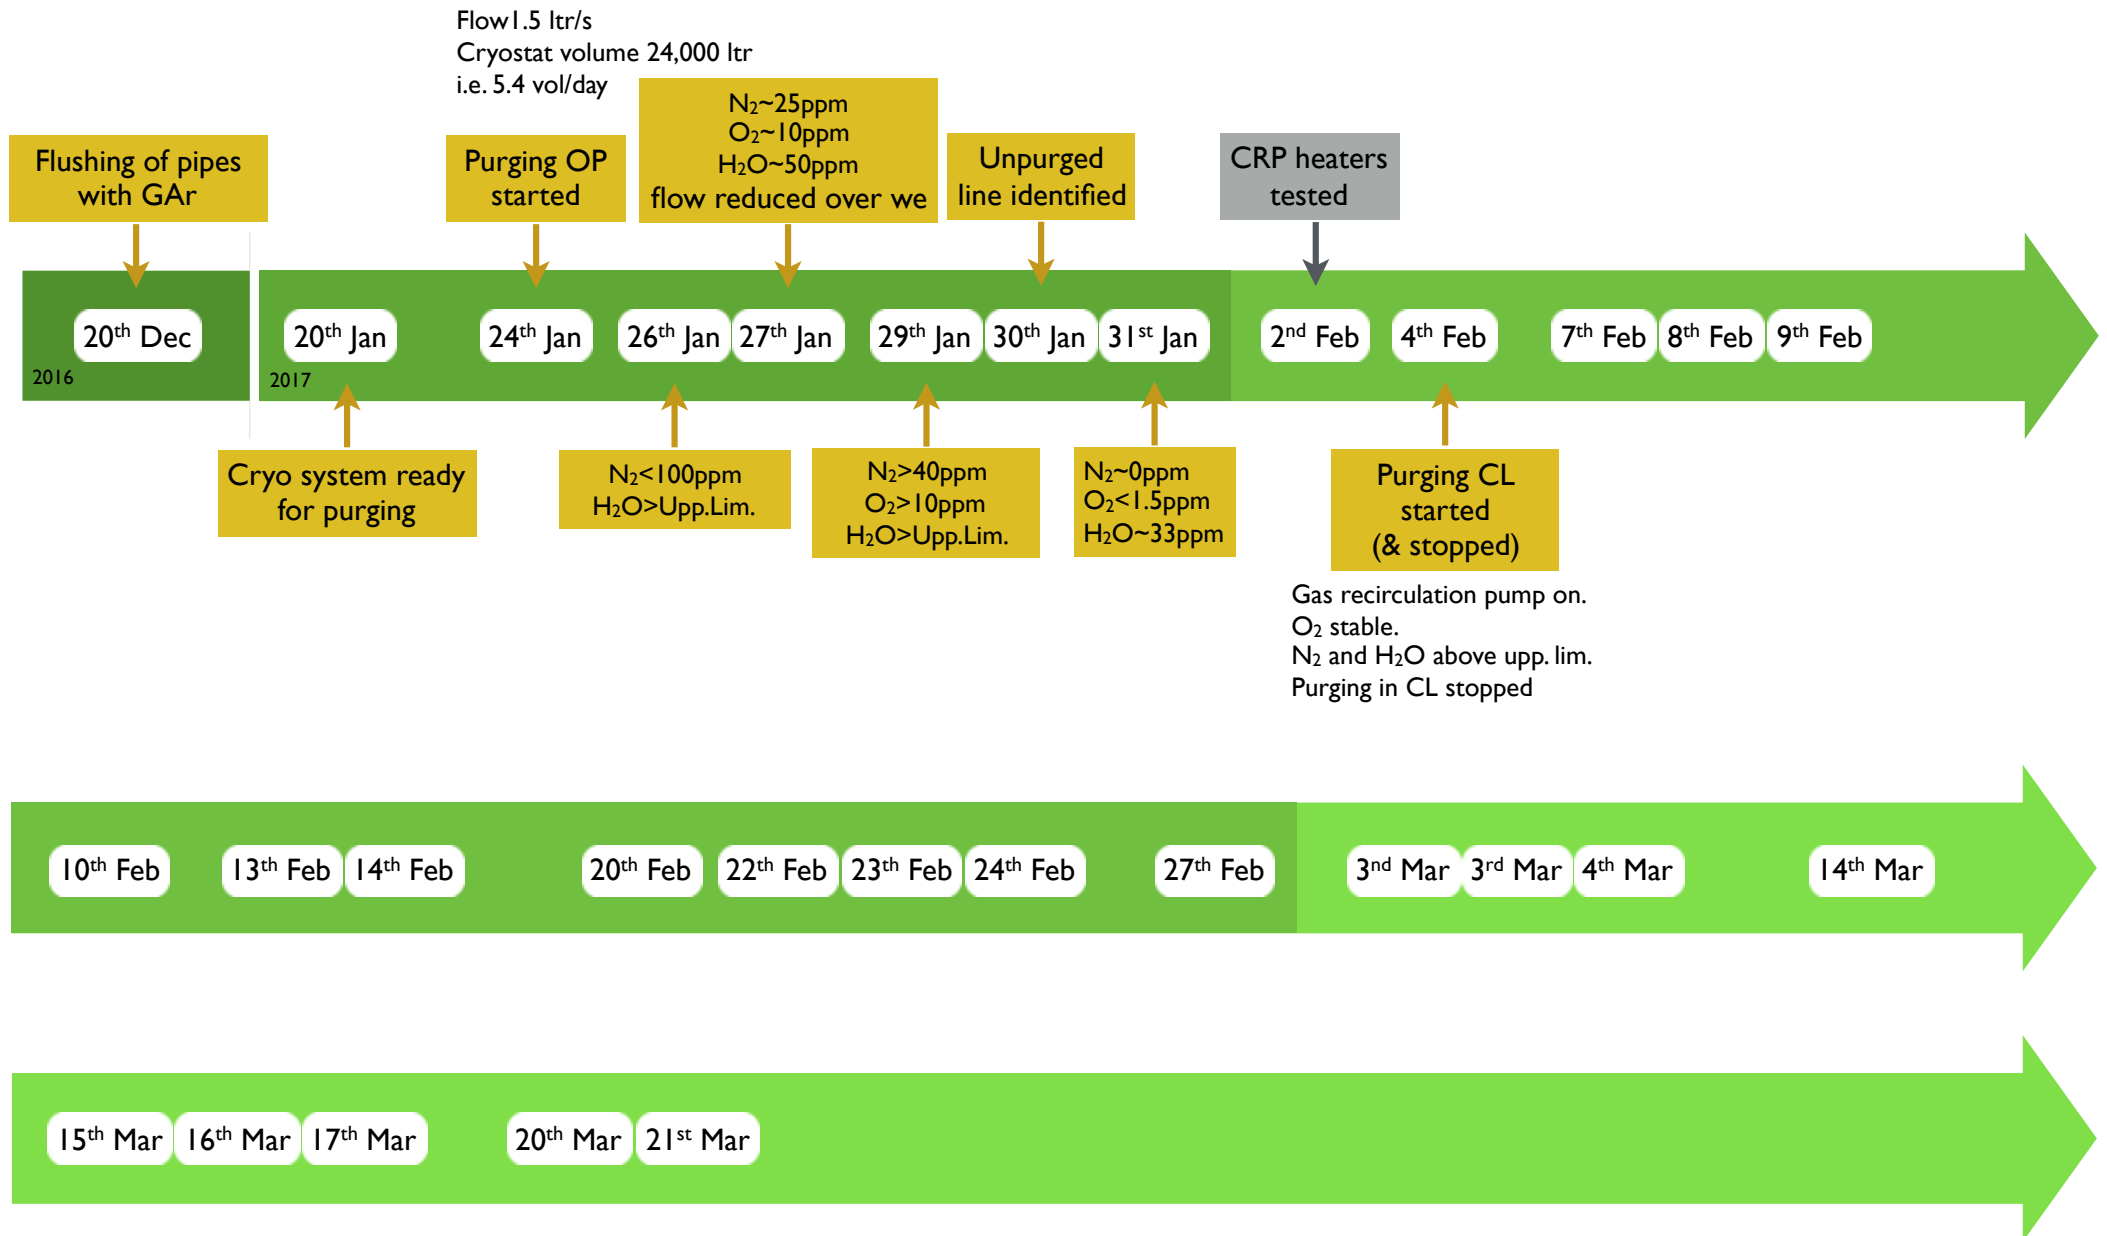 Flow1.5 ltr/s
Cryostat volume 24,000 ltr
i.e. 5.4 vol/day
Flushing of pipes
with GAr
Purging OP
started
N₂~25ppm
O₂~10ppm
H₂O~50ppm
flow reduced over we
Unpurged
line identified
CRP heaters
tested
20th Dec
20th Jan
24th Jan
26th Jan
27th Jan
29th Jan
30th Jan
31st Jan
2nd Feb
4th Feb
7th Feb
8th Feb
9th Feb
2016
2017
Cryo system ready
for purging
N₂<100ppm
H₂O>Upp.Lim.
N₂>40ppm
O₂>10ppm
H₂O>Upp.Lim.
N₂~0ppm
O₂<1.5ppm
H₂O~33ppm
Purging CL
started
(& stopped)
Gas recirculation pump on.
O₂ stable.
N₂ and H₂O above upp. lim.
Purging in CL stopped
10th Feb
13th Feb
14th Feb
20th Feb
22th Feb
23th Feb
24th Feb
27th Feb
3nd Mar
3rd Mar
4th Mar
14th Mar
15th Mar
16th Mar
17th Mar
20th Mar
21st Mar